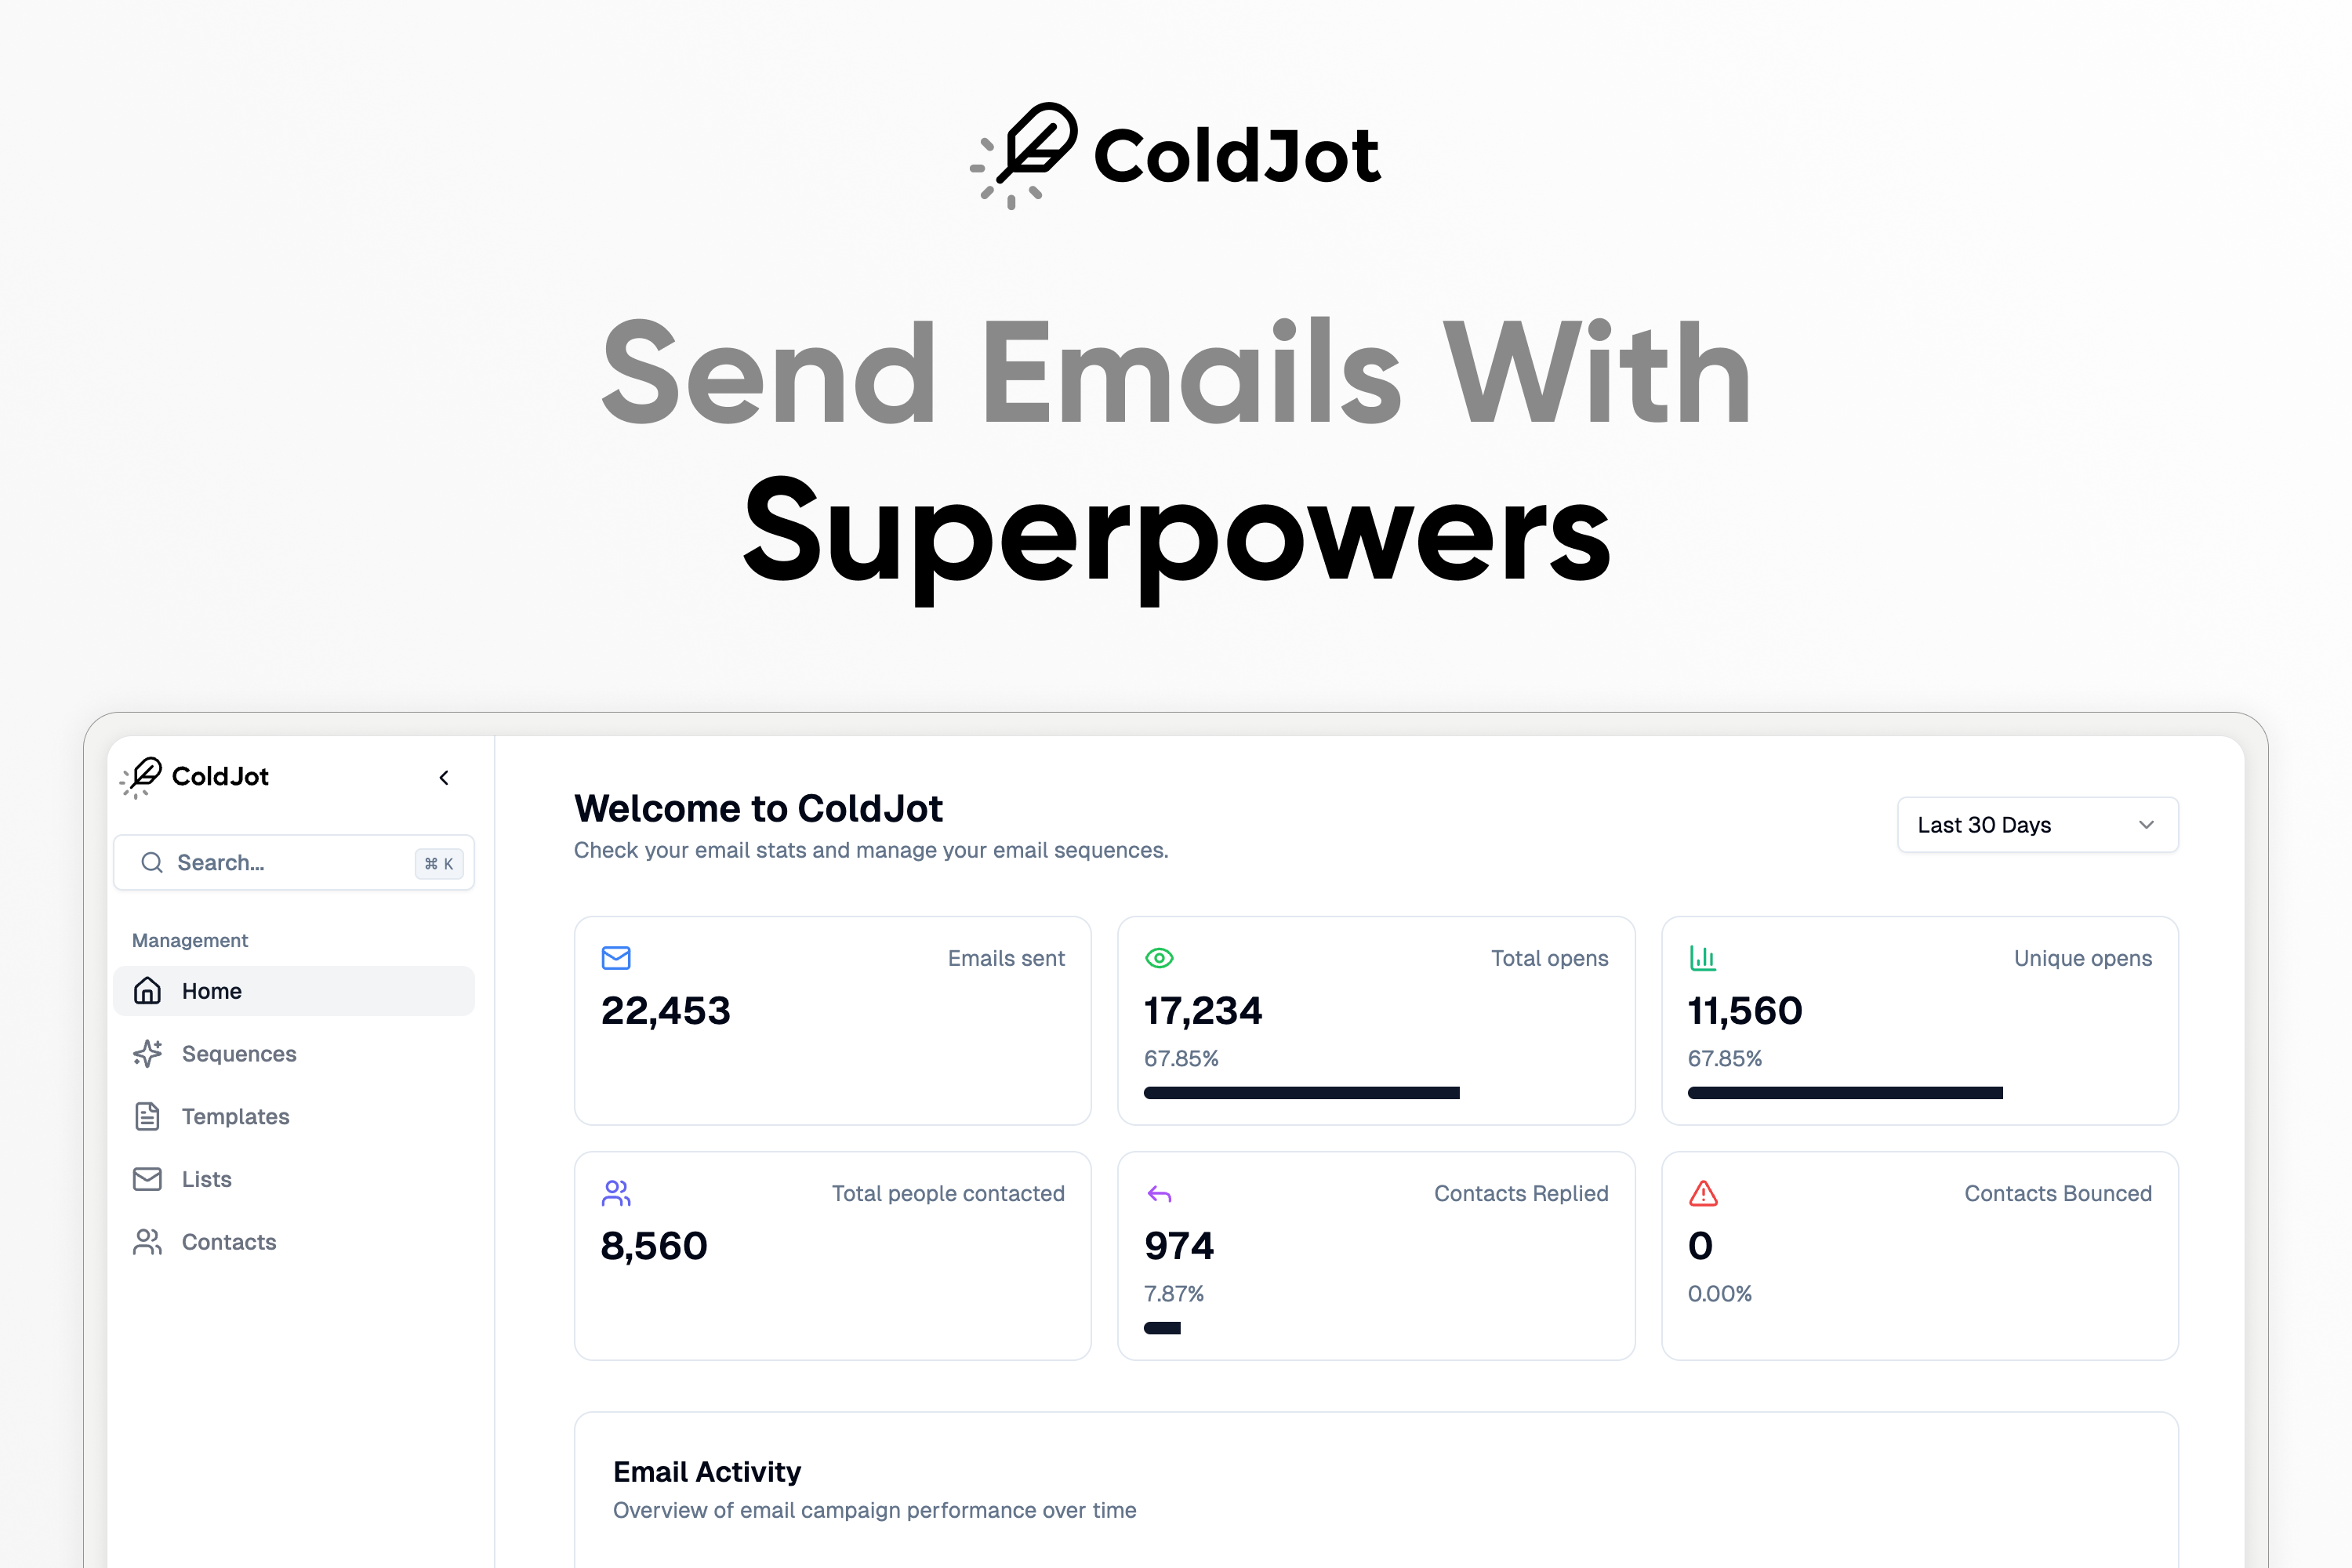 ColdJot
Send Emails With
Superpowers
ColdJot
Search...
⌘ K
Management
Home
Sequences
Templates
Lists
Contacts
Welcome to ColdJot
Check your email stats and manage your email sequences.
Last 30 Days
Emails sent
22,453
Total opens
17,234
67.85%
Unique opens
11,560
67.85%
Total people contacted
8,560
Contacts Replied
974
7.87%
Contacts Bounced
0
0.00%
Email Activity
Overview of email campaign performance over time